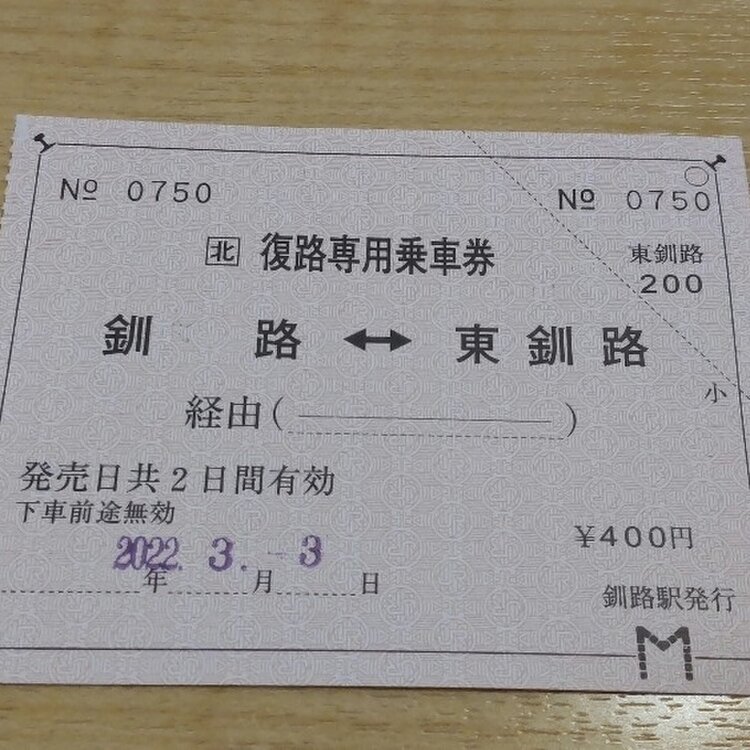 № 0750 № 0750
北 復路専用乗車券 東釧路
200
釧路 ↔ 東釧路
小
経由( )
発売日共2日間有効
下車前途無効
¥400円
2022. 3. -3
年 月 日
釧路駅発行
M